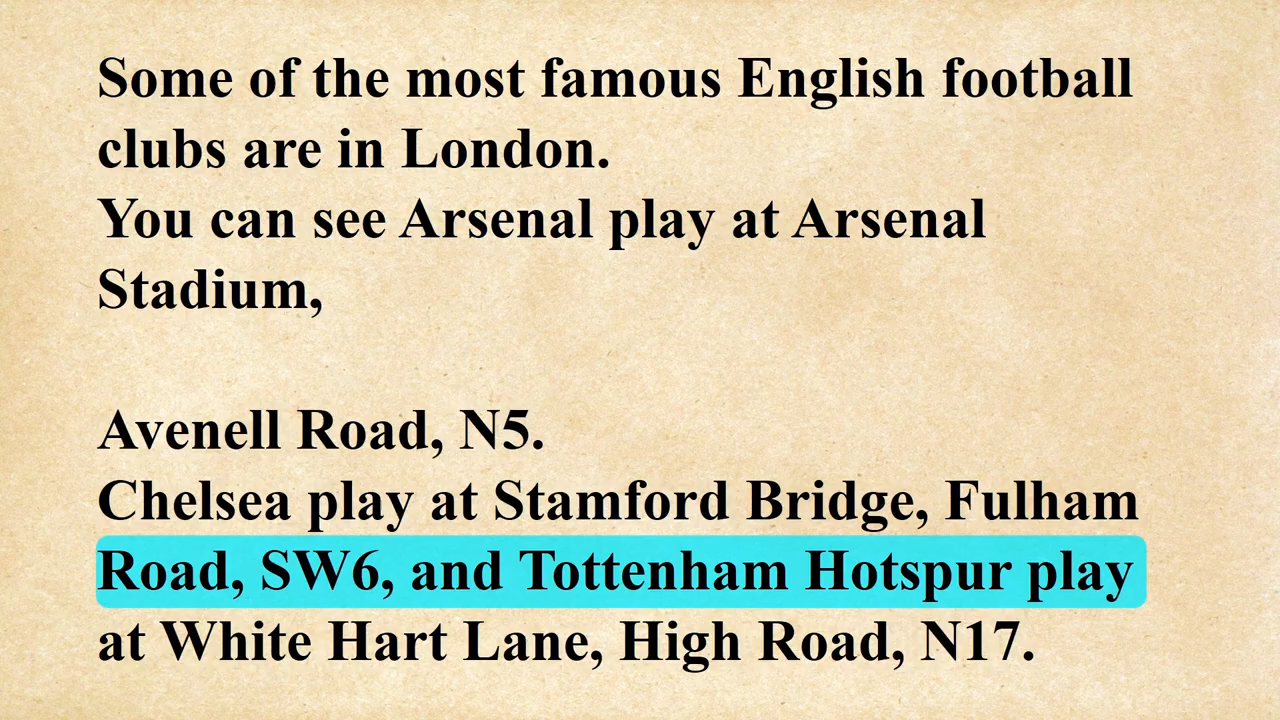 Some of the most famous English football
clubs are in London.
You can see Arsenal play at Arsenal
Stadium,
Avenell Road, N5.
Chelsea play at Stamford Bridge, Fulham
Road, SW6, and Tottenham Hotspur play
at White Hart Lane, High Road, N17.